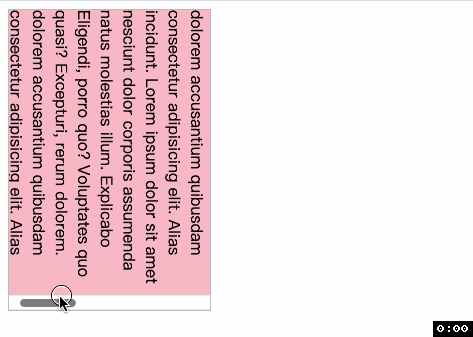 consectetur adipisicing elit. Alias
dolorem accusantium quibusdam
quasi? Excepturi, rerum dolorem.
Eligendi, porro quo? Voluptates quo
natus molestias illum. Explicabo
nesciunt dolor corporis assumenda
incidunt. Lorem ipsum dolor sit amet
consectetur adipisicing elit. Alias
dolorem accusantium quibusdam
0:00